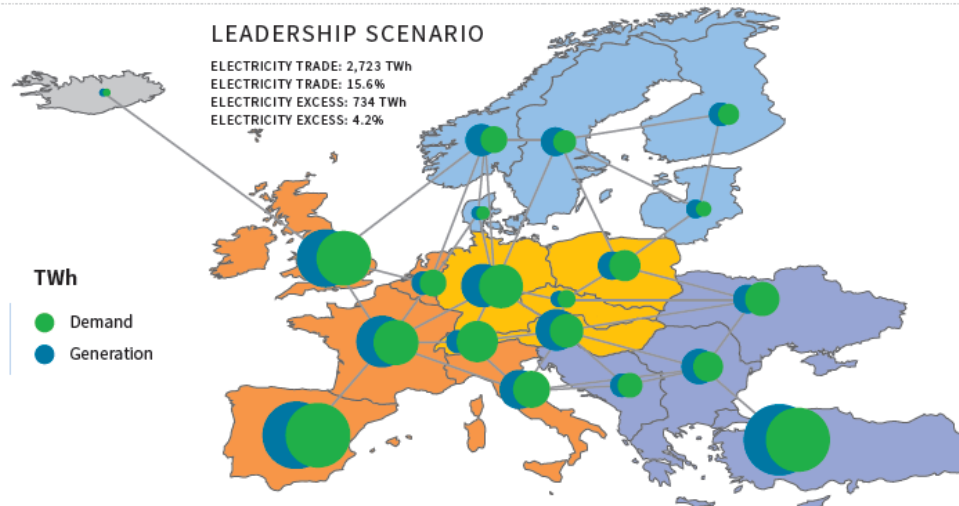 LEADERSHIP SCENARIO
ELECTRICITY TRADE: 2,723 TWh
ELECTRICITY TRADE: 15.6%
ELECTRICITY EXCESS: 734 TWh
ELECTRICITY EXCESS: 4.2%
TWh
Demand
Generation